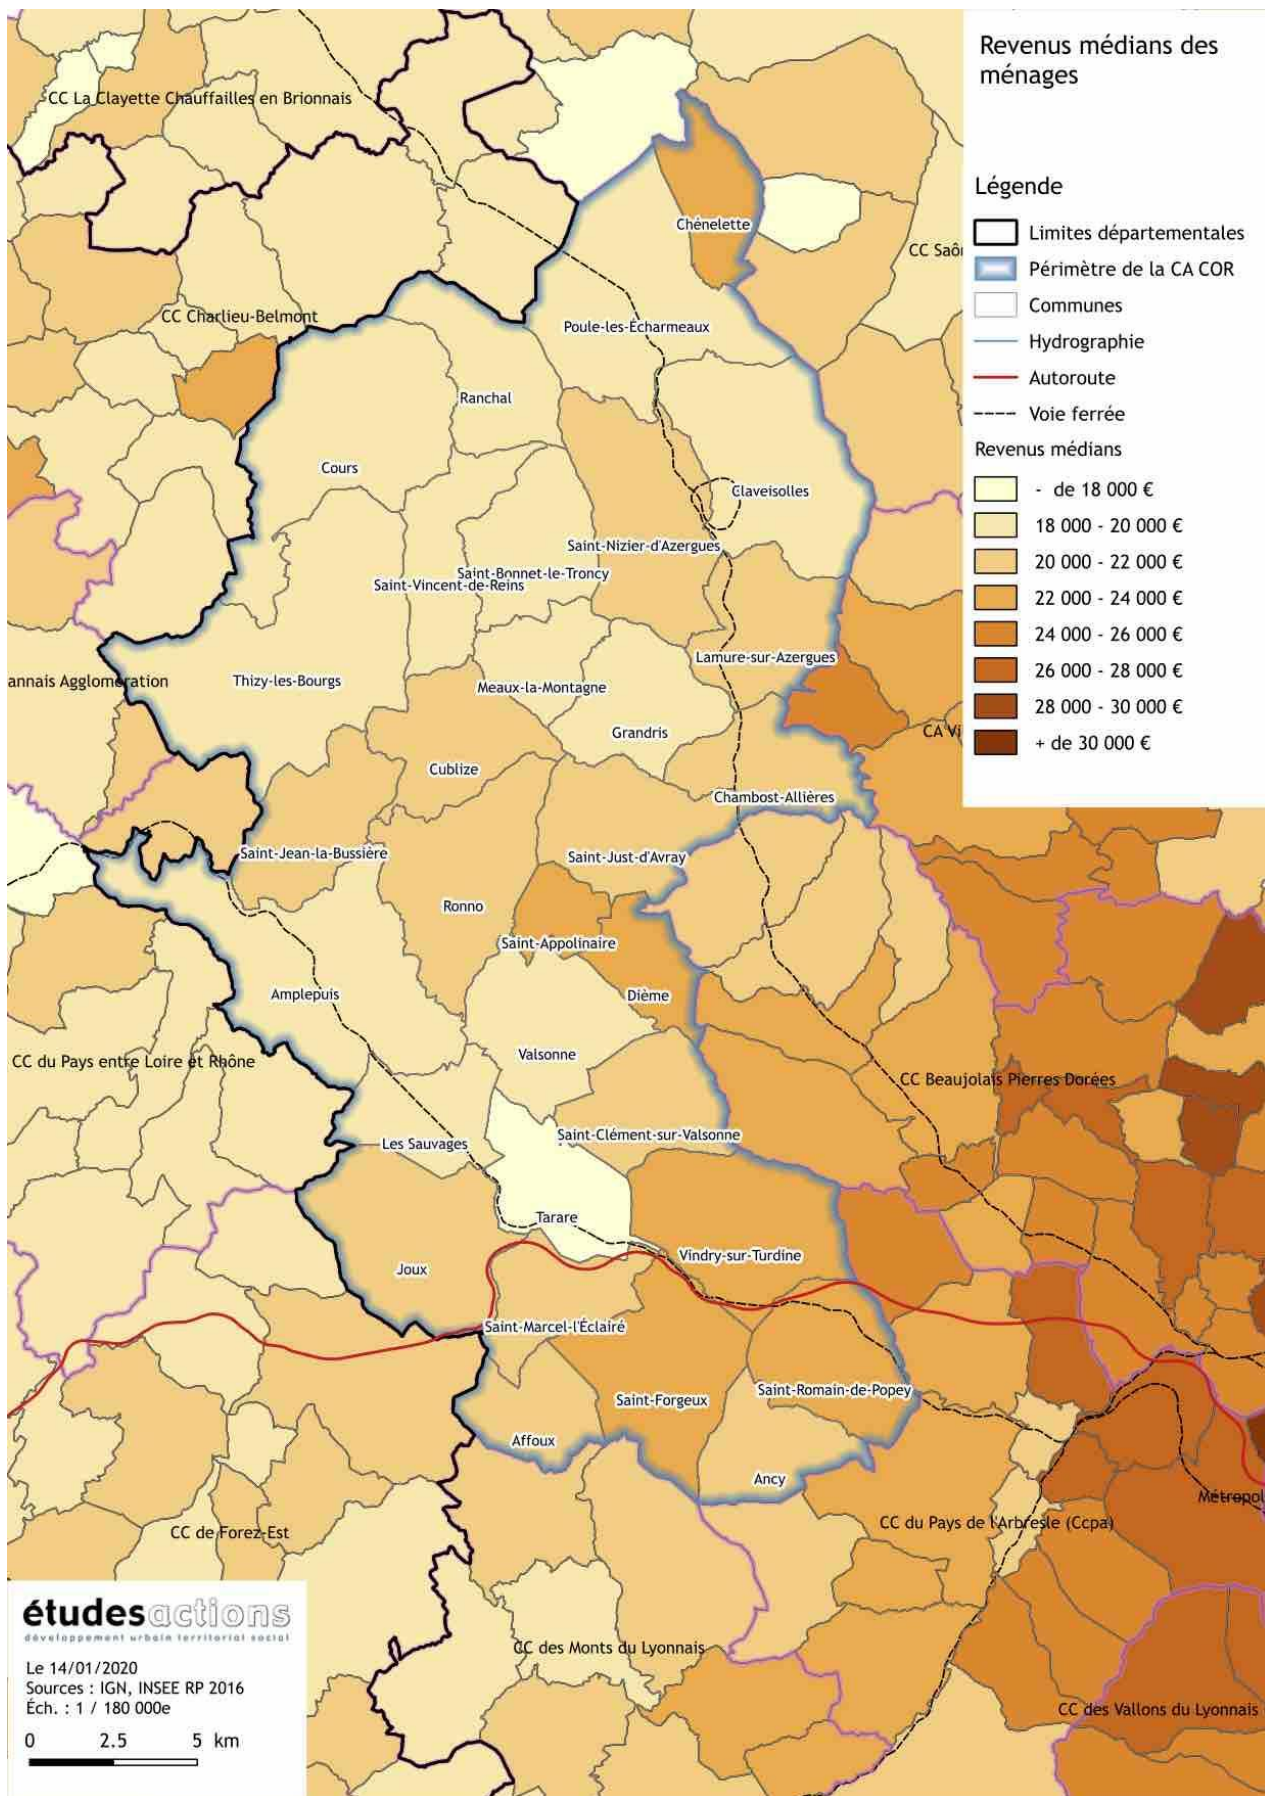 Revenus médians des
ménages
Légende
Limites départementales
Périmètre de la CA COR
Communes
Hydrographie
Autoroute
Voie ferrée
Revenus médians
- de 18 000 €
18 000 - 20 000 €
20 000 - 22 000 €
22 000 - 24 000 €
24 000 - 26 000 €
26 000 - 28 000 €
28 000 - 30 000 €
+ de 30 000 €
CC La Clayette Chauffailles en Brionnais
Chénelette
CC Saôn
CC Charlieu-Belmont
Poule-les-Écharmeaux
Ranchal
Cours
Claveisolles
Saint-Nizier-d'Azergues
Saint-Bonnet-le-Troncy
Saint-Vincent-de-Reins
Lamure-sur-Azergues
annais Agglomération
Thizy-les-Bourgs
Meaux-la-Montagne
Grandris
CA Vi
Cublize
Chambost-Allières
Saint-Jean-la-Bussière
Saint-Just-d'Avray
Ronno
Saint-Appolinaire
Amplepuis
Dième
Valsonne
CC du Pays entre Loire et Rhône
CC Beaujolais Pierres Dorées
Les Sauvages
Saint-Clément-sur-Valsonne
Tarare
Vindry-sur-Turdine
Joux
Saint-Marcel-l'Éclairé
Saint-Forgeux
Saint-Romain-de-Popey
Affoux
Ancy
Métropol
CC de Forez-Est
CC du Pays de l'Arbresle (Ccpa)
CC des Monts du Lyonnais
CC des Vallons du Lyonnais
étudesactions
développement urbain territorial social
Le 14/01/2020
Sources : IGN, INSEE RP 2016
Éch. : 1 / 180 000e
0 2.5 5 km